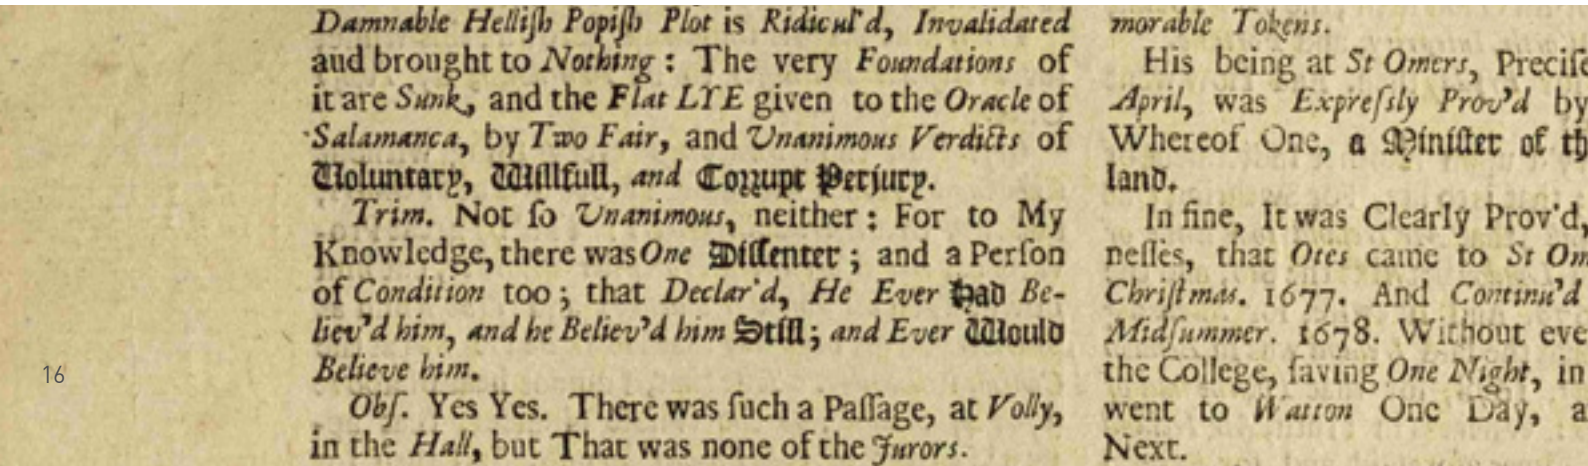 Damnable Helliſh Popiſh Plot is Ridicul'd, Invalidated
aud brought to Nothing : The very Foundations of
it are Sunk, and the Flat LYE given to the Oracle of
Salamanca, by Two Fair, and Unanimous Verdicts of
Voluntary, Willfull, and Corrupt Perjury.
Trim. Not ſo Unanimous, neither : For to My
Knowledge, there was One Diſſenter ; and a Perſon
of Condition too ; that Declar'd, He Ever Had Be-
liev'd him, and he Believ'd him Still ; and Ever Would
Believe him.
Obſ. Yes Yes. There was ſuch a Paſſage, at Volly,
in the Hall, but That was none of the Jurors.
morable Tokens.
His being at St Omers, Preciſe
April, was Expreſsly Prov'd by
Whereof One, a Miniſter of th
land.
In fine, It was Clearly Prov'd,
neſſes, that Otes came to St Om
Chriſtmas. 1677. And Continu'd
Midſummer. 1678. Without eve
the College, ſaving One Night, in
went to Watton One Day, a
Next.
16